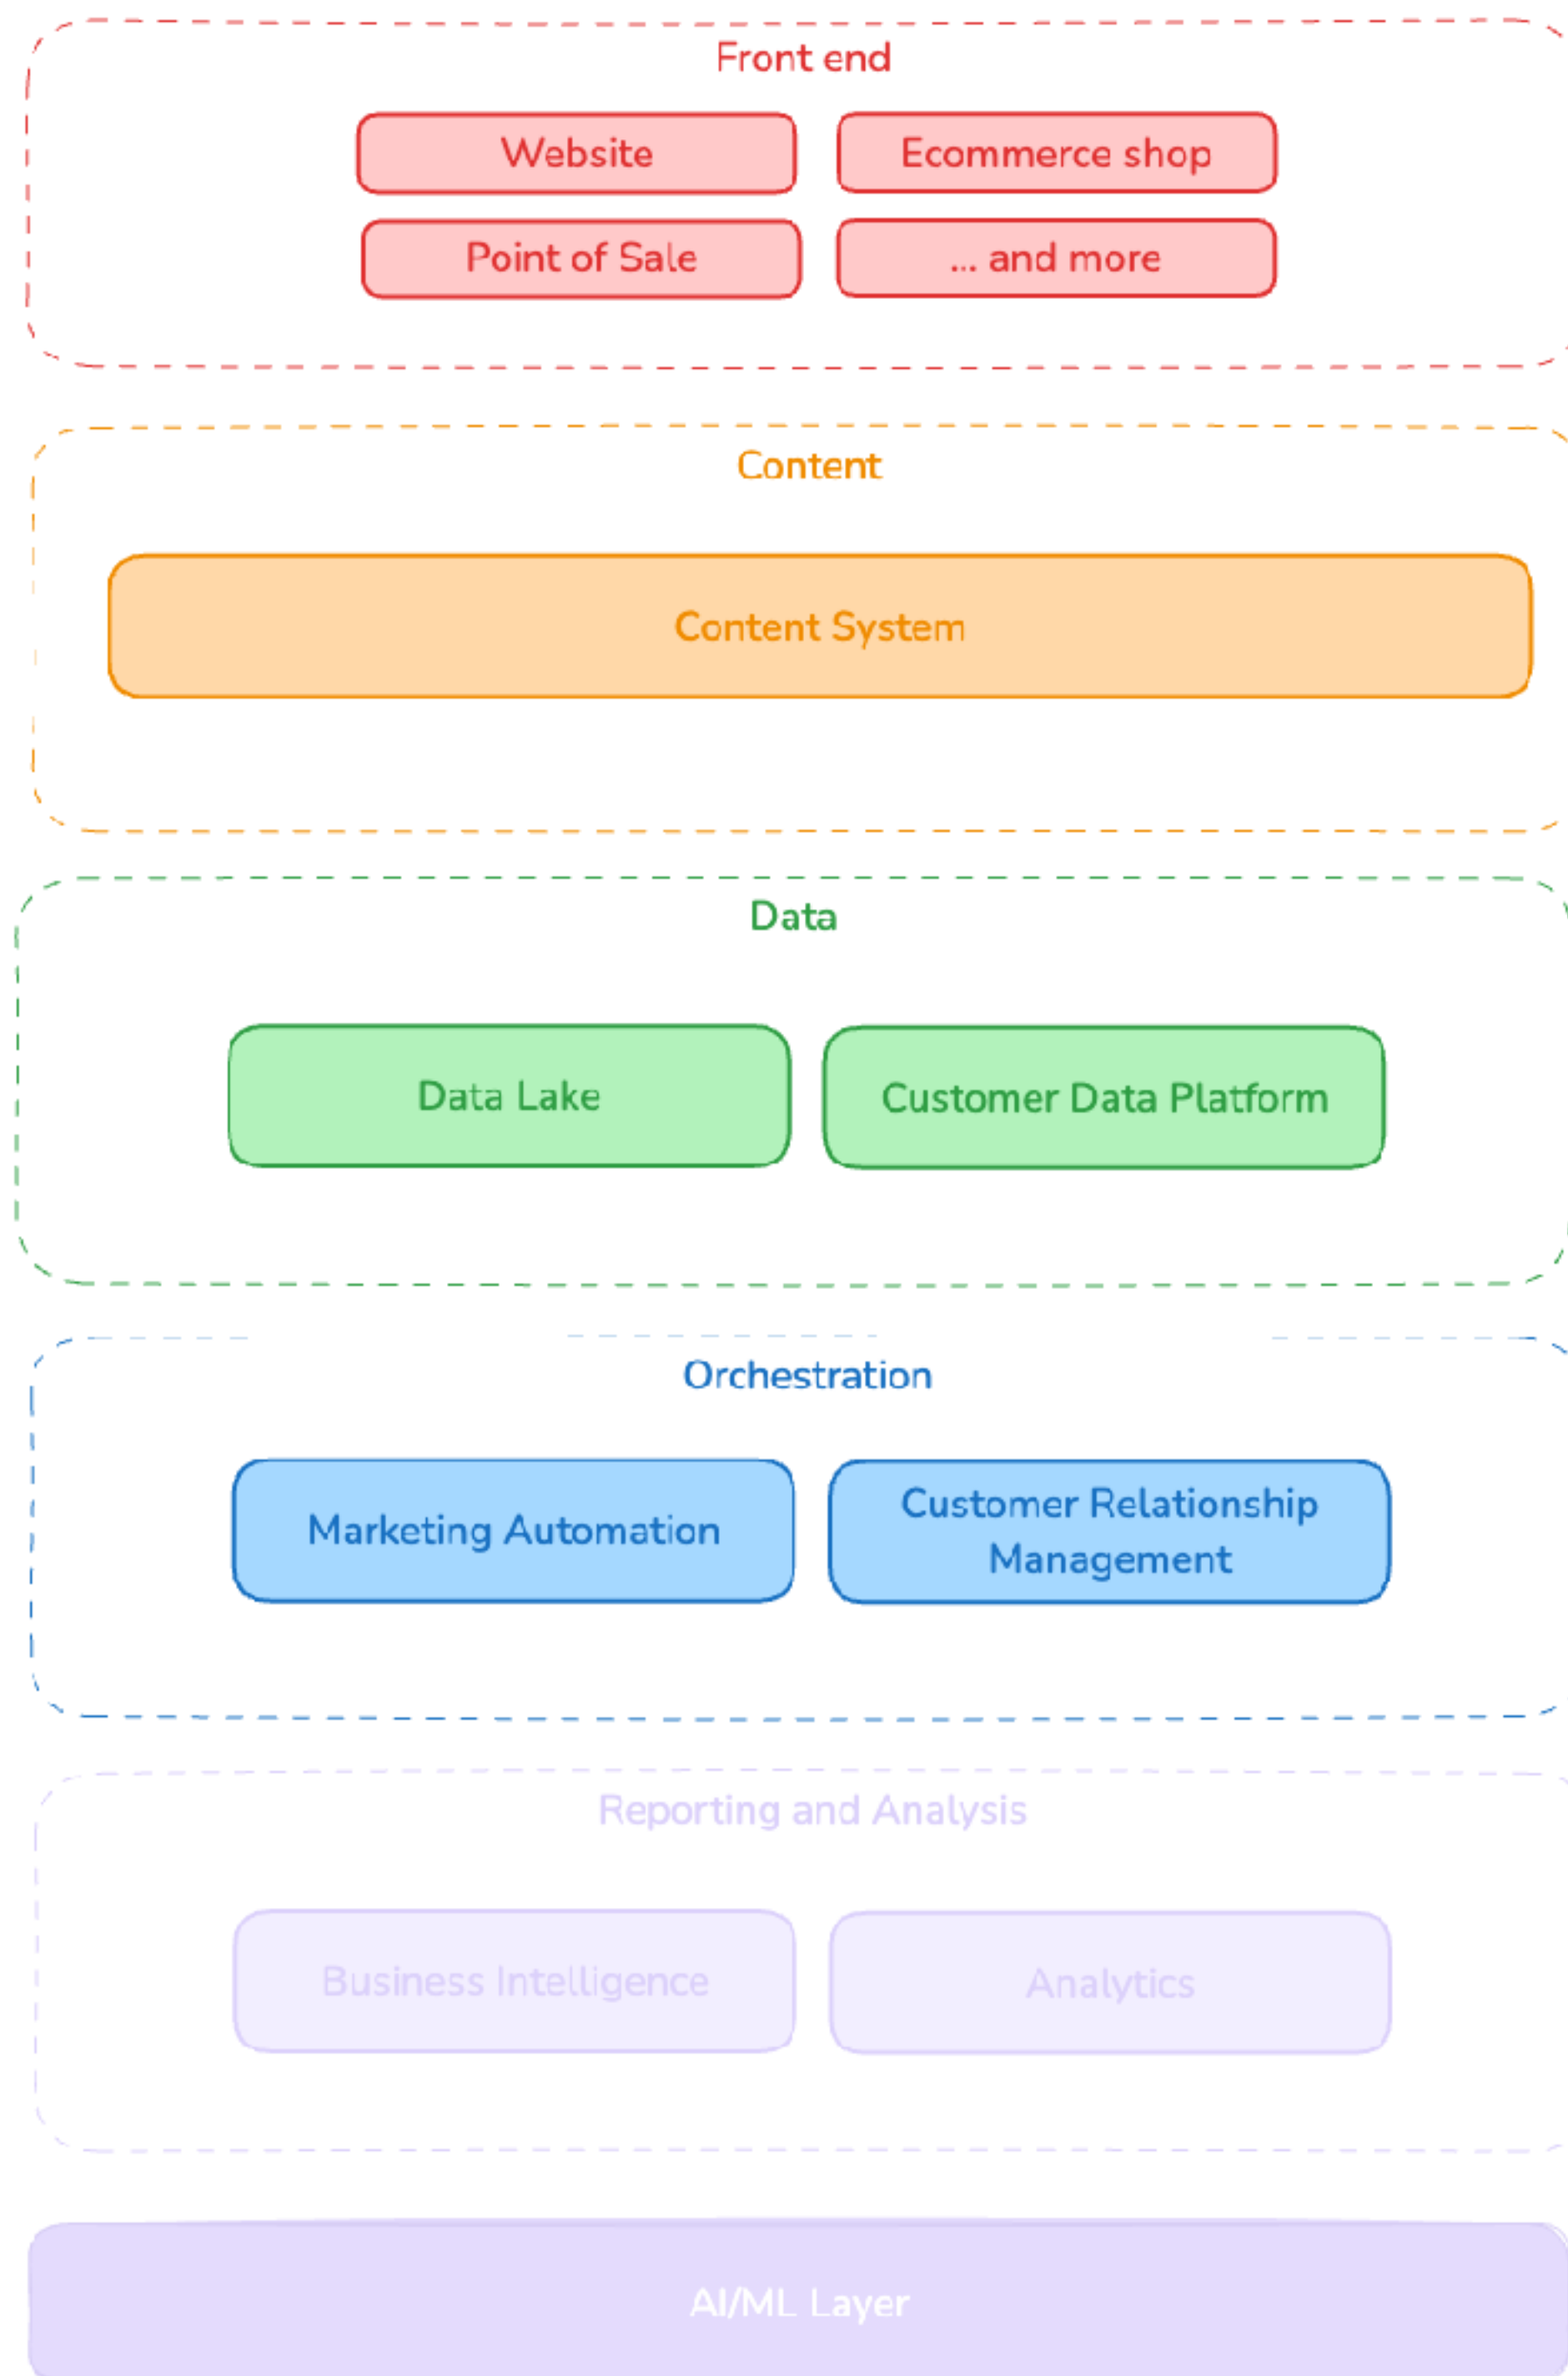 Front end
Website
Ecommerce shop
Point of Sale
... and more
Content
Content System
Data
Data Lake
Customer Data Platform
Orchestration
Marketing Automation
Customer Relationship
Management
Reporting and Analysis
Business Intelligence
Analytics
AI/ML Layer